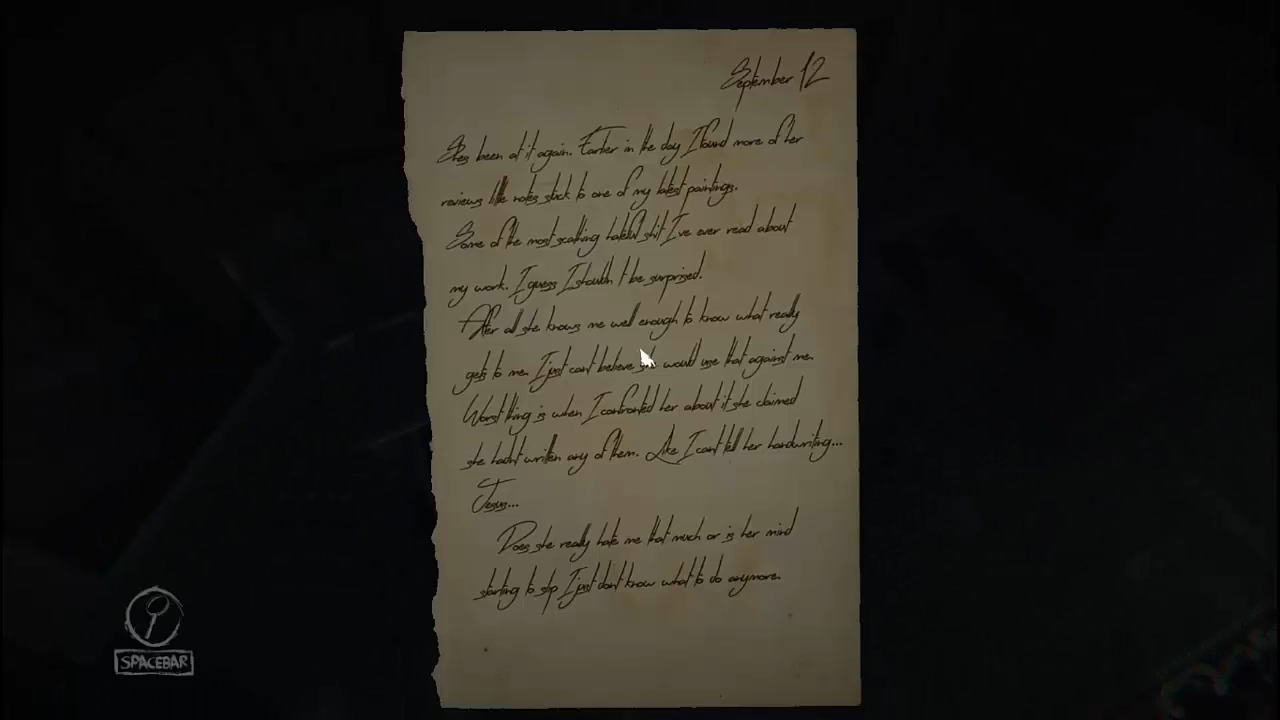 September 12
Shes been at it again. Earlier in the day I found more of her
reviews little notes stuck to one of my latest paintings.
Some of the most scathing hateful shit I've ever read about
my work. I guess I shouldn t be surprised.
After all she knows me well enough to know what really
gets to me. I just cant believe she would use that against me.
Worst thing is when I confronted her about it she claimed
she hadnt written any of them. Like I cant tell her handwriting...
Jesus...
Does she really hate me that much or is her mind
starting to slip I just dont know what to do anymore.
SPACEBAR